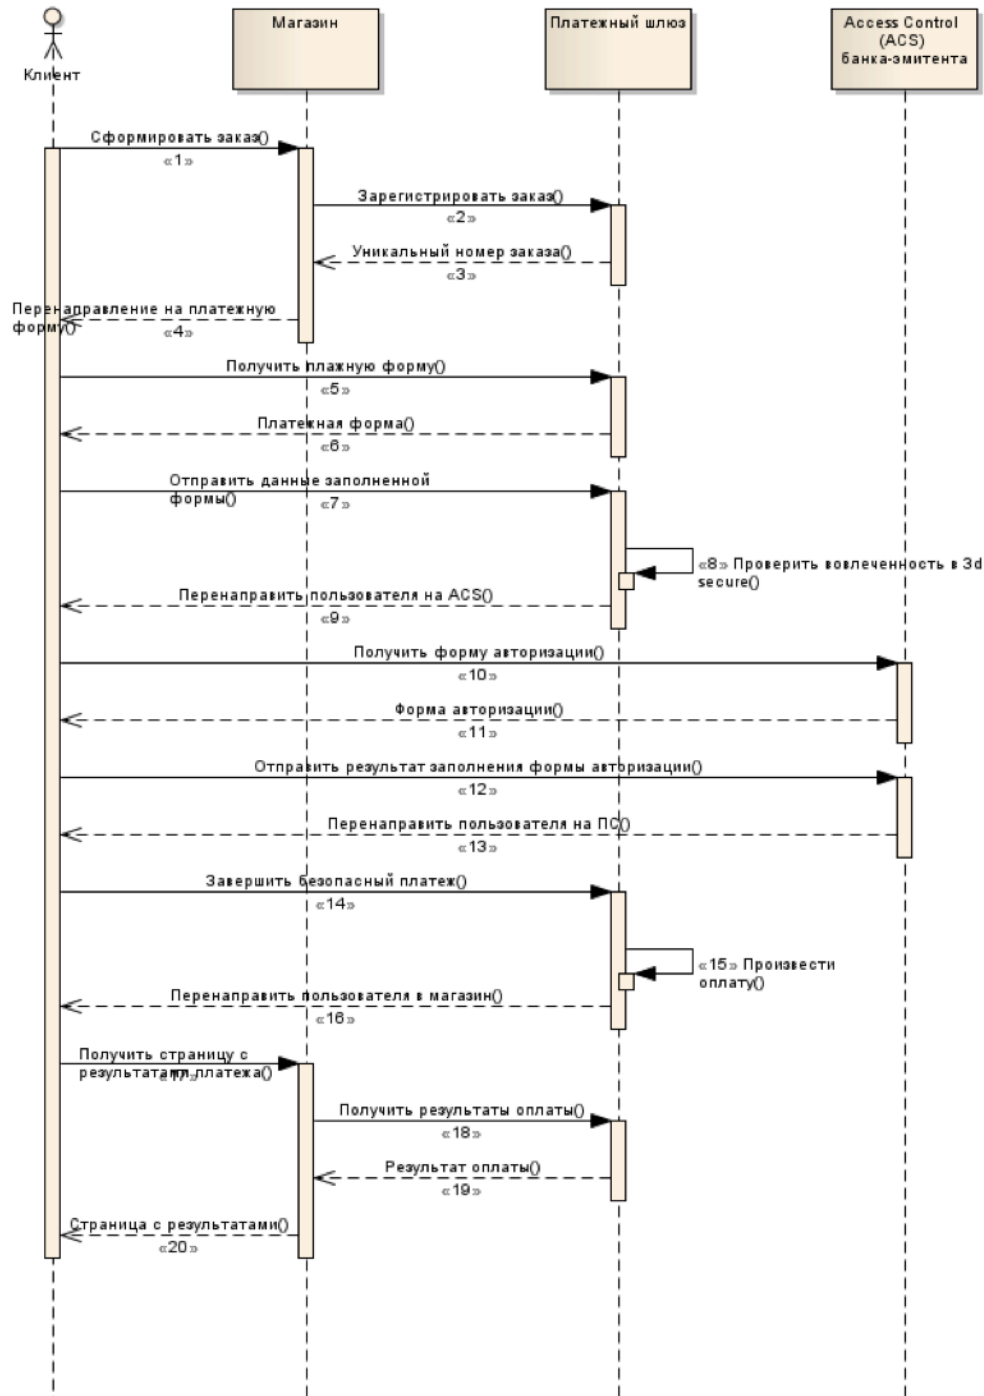 Клиент
Магазин
Платежный шлюз
Access Control
(ACS)
банка-эмитента
Сформировать заказ()
«1»
Зарегистрировать заказ()
«2»
Уникальный номер заказа()
«3»
Перенаправление на платежную
форму()
«4»
Получить плажную форму()
«5»
Платежная форма()
«6»
Отправить данные заполненной
формы()
«7»
«8» Проверить вовлеченность в 3d
secure()
Перенаправить пользователя на ACS()
«9»
Получить форму авторизации()
«10»
Форма авторизации()
«11»
Отправить результат заполнения формы авторизации()
«12»
Перенаправить пользователя на ПС()
«13»
Завершить безопасный платеж()
«14»
«15» Произвести
оплату()
Перенаправить пользователя в магазин()
«16»
Получить страницу с
результатами платежа()
«17»
Получить результаты оплаты()
«18»
Результат оплаты()
«19»
Страница с результатами()
«20»